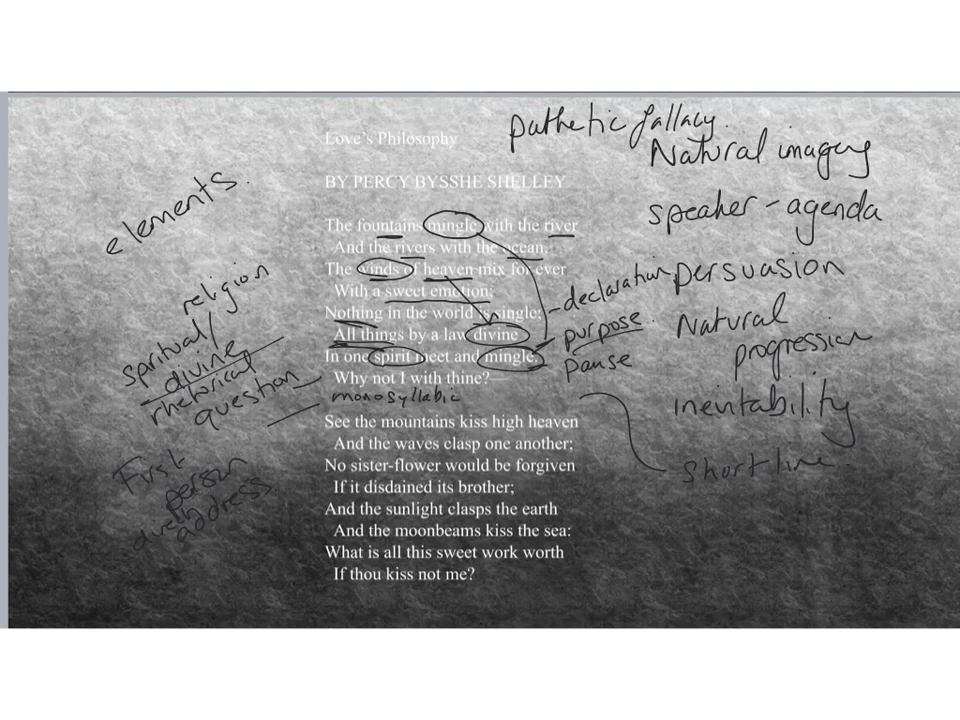 pathetic fallacy
Natural imagery
speaker - agenda
persuasion
Natural
progression
inevitability
short line
elements.
religion
spiritual/
divine
rhetorical
question
First
person
address
Love's Philosophy
BY PERCY BYSSHE SHELLEY
The fountains mingle with the river
And the rivers with the ocean,
The winds of heaven mix for ever
With a sweet emotion;
Nothing in the world is single;
All things by a law divine
In one spirit meet and mingle.
Why not I with thine?—
declaration
purpose
pause
monosyllabic
See the mountains kiss high heaven
And the waves clasp one another;
No sister-flower would be forgiven
If it disdained its brother;
And the sunlight clasps the earth
And the moonbeams kiss the sea:
What is all this sweet work worth
If thou kiss not me?